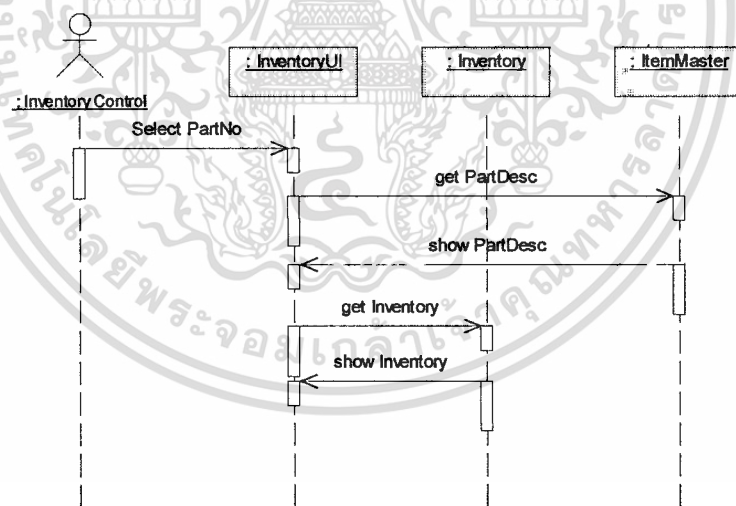 : InventoryUI
: Inventory
: ItemMaster
: Inventory Control
Select PartNo
get PartDesc
show PartDesc
get Inventory
show Inventory